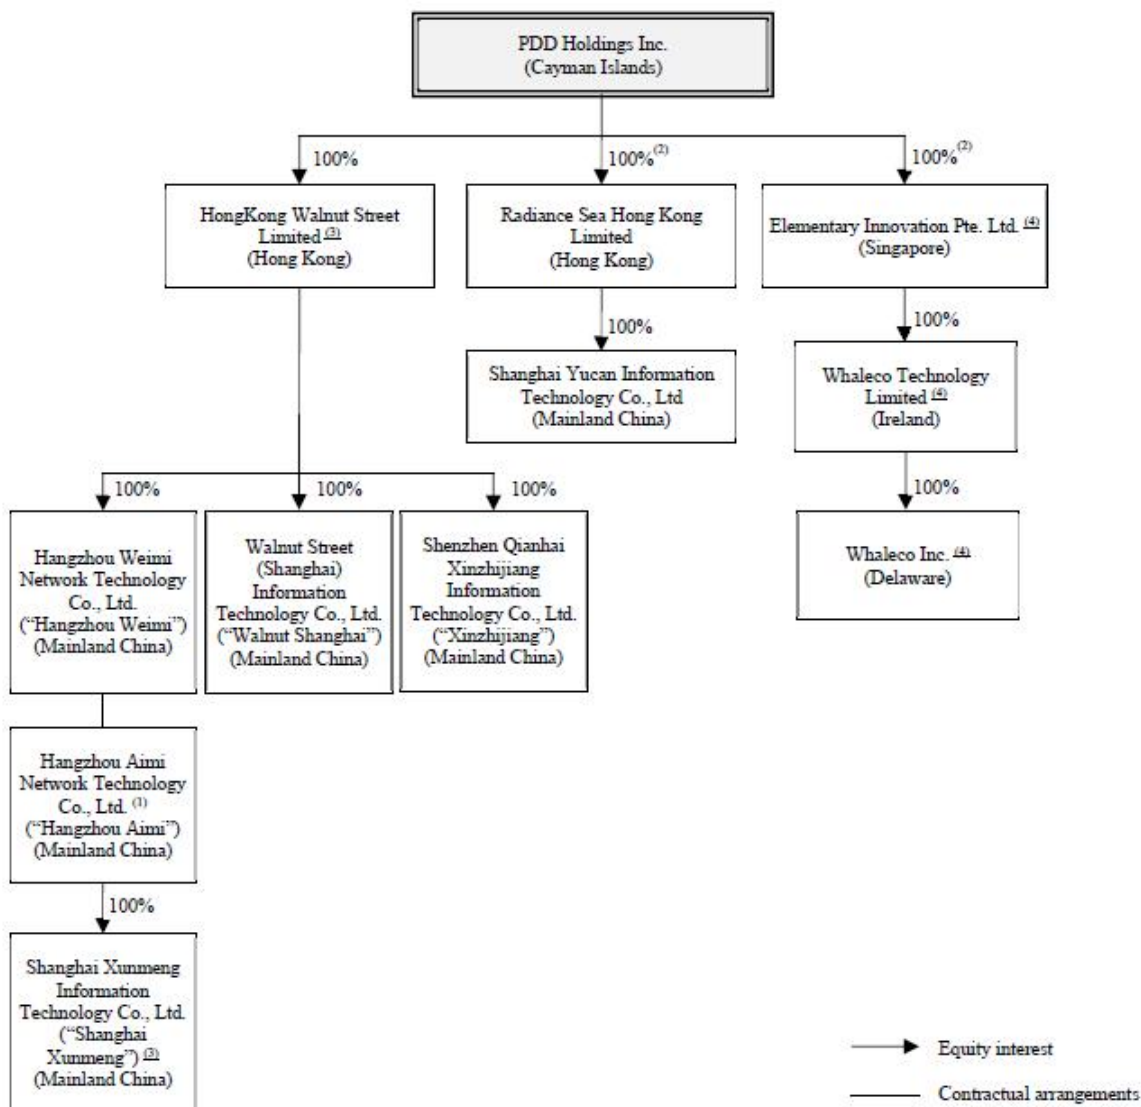 PDD Holdings Inc.
(Cayman Islands)
100%
100%(2)
100%(2)
HongKong Walnut Street
Limited (3)
(Hong Kong)
Radiance Sea Hong Kong
Limited
(Hong Kong)
Elementary Innovation Pte. Ltd. (4)
(Singapore)
100%
100%
Shanghai Yucan Information
Technology Co., Ltd
(Mainland China)
Whaleco Technology
Limited (4)
(Ireland)
100%
100%
100%
100%
Hangzhou Weimi
Network Technology
Co., Ltd.
(“Hangzhou Weimi”)
(Mainland China)
Walnut Street
(Shanghai)
Information
Technology Co., Ltd.
(“Walnut Shanghai”)
(Mainland China)
Shenzhen Qianhai
Xinzhijiang
Information
Technology Co., Ltd.
(“Xinzhijiang”)
(Mainland China)
Whaleco Inc. (4)
(Delaware)
Hangzhou Aimi
Network Technology
Co., Ltd. (1)
(“Hangzhou Aimi”)
(Mainland China)
100%
Shanghai Xunmeng
Information
Technology Co., Ltd.
(“Shanghai
Xunmeng”) (3)
(Mainland China)
Equity interest
Contractual arrangements